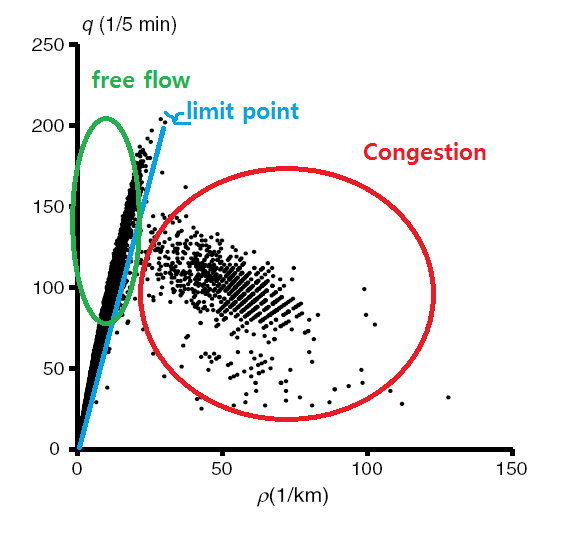 q (1/5 min)
250
free flow
200
limit point
Congestion
150
100
50
0
0 50 100 150
ρ(1/km)